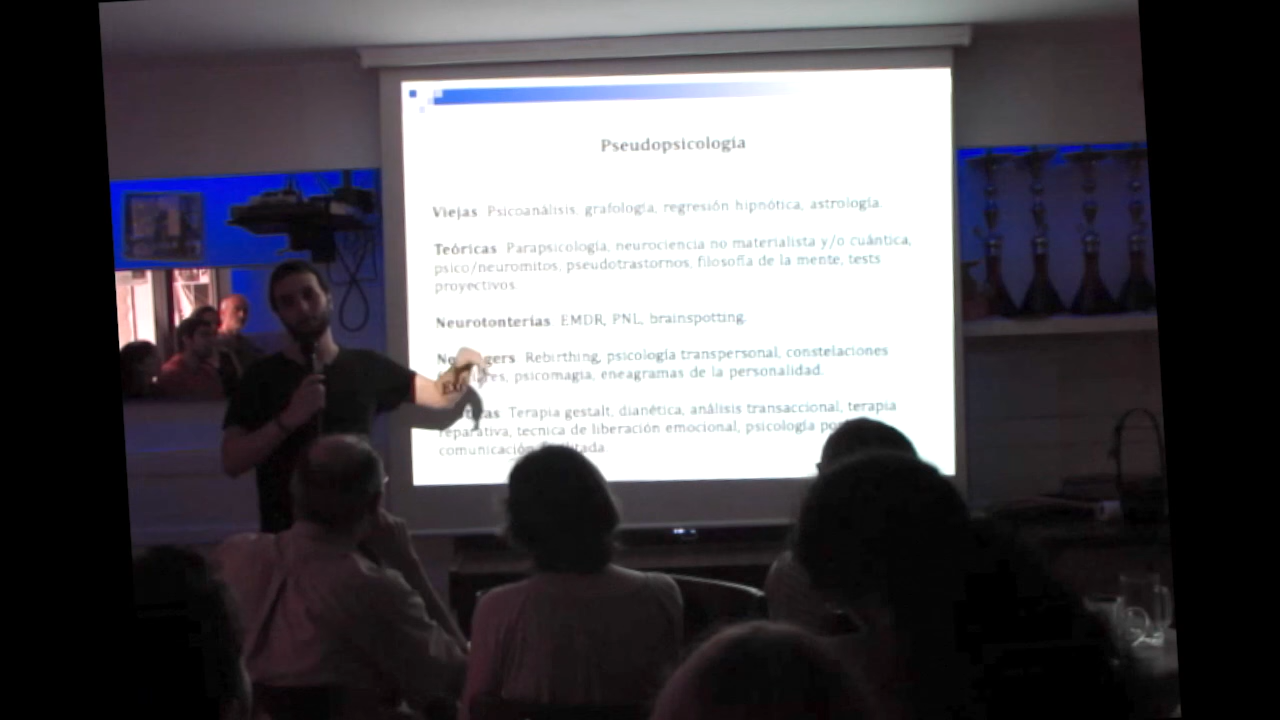 Pseudopsicología
Viejas Psicoanálisis, grafología, regresión hipnótica, astrología.
Teóricas Parapsicología, neurociencia no materialista y/o cuántica,
psico/neuromitos, pseudotrastornos, filosofía de la mente, tests
proyectivos.
Neurotonterías EMDR, PNL, brainspotting.
Rebirthing, psicología transpersonal, constelaciones
psicomagia, eneagramas de la personalidad.
Terapia gestalt, dianética, análisis transaccional, terapia
reparativa, tecnica de liberación emocional, psicología
comunicación